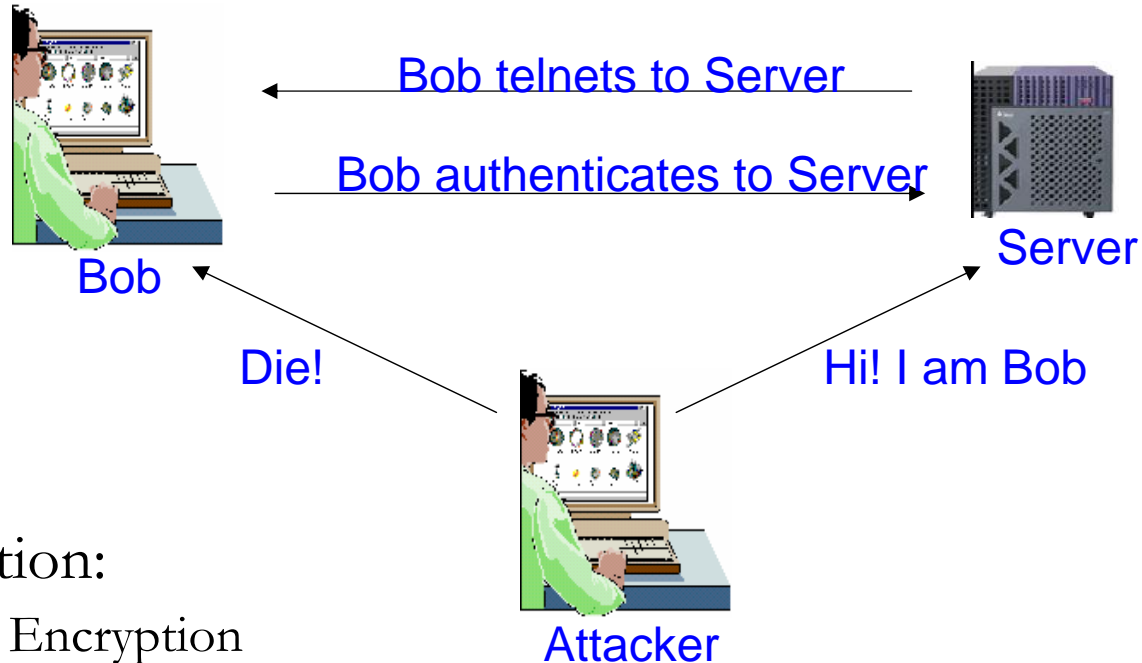 Bob telnets to Server
Bob authenticates to Server
Server
Bob
Die!
Hi! I am Bob
tion:
Encryption
Attacker